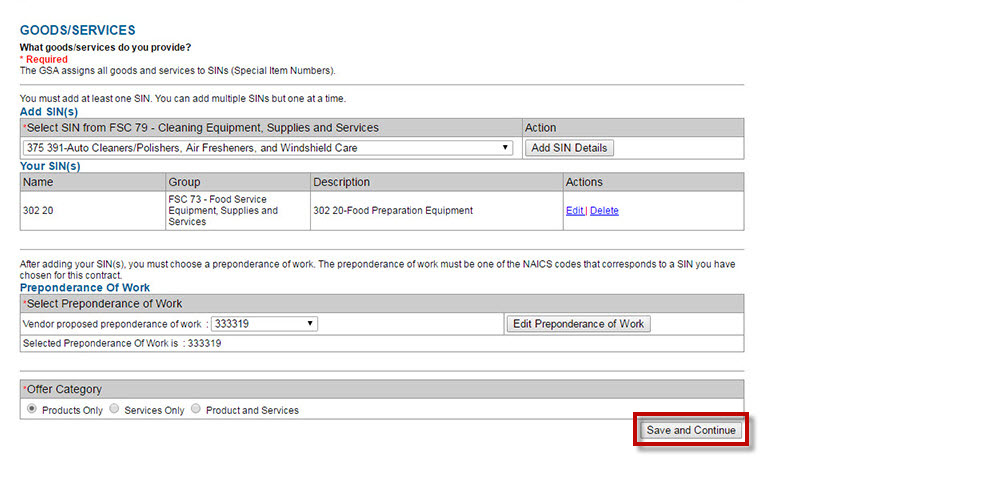 GOODS/SERVICES
What goods/services do you provide?
* Required
The GSA assigns all goods and services to SINs (Special Item Numbers).
You must add at least one SIN. You can add multiple SINs but one at a time.
Add SIN(s)
*Select SIN from FSC 79 - Cleaning Equipment, Supplies and Services Action
375 391-Auto Cleaners/Polishers, Air Fresheners, and Windshield Care Add SIN Details
Your SIN(s)
Name Group Description Actions
302 20 FSC 73 - Food Service Equipment, Supplies and Services 302 20-Food Preparation Equipment Edit | Delete
After adding your SIN(s), you must choose a preponderance of work. The preponderance of work must be one of the NAICS codes that corresponds to a SIN you have
chosen for this contract.
Preponderance Of Work
*Select Preponderance of Work
Vendor proposed preponderance of work : 333319 Edit Preponderance of Work
Selected Preponderance Of Work is : 333319
*Offer Category
Products Only Services Only Product and Services
Save and Continue